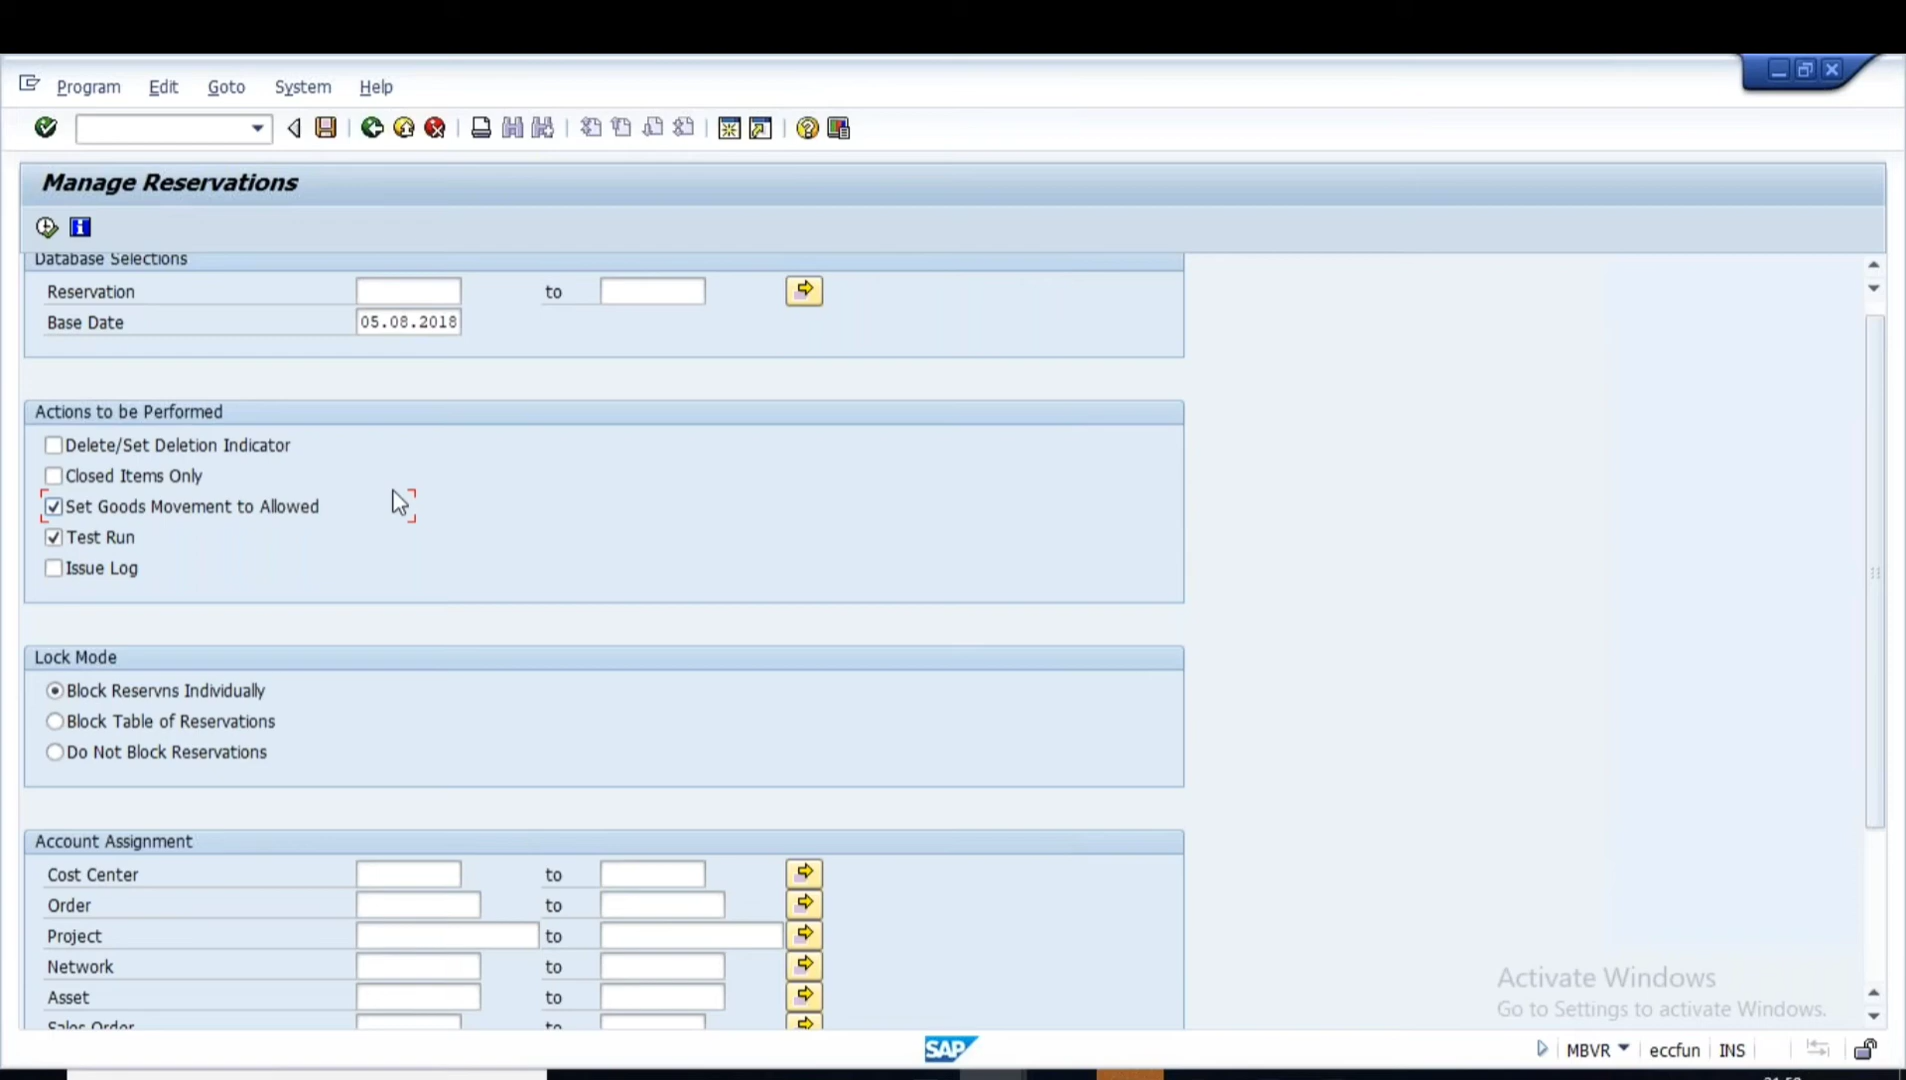 Program Edit Goto System Help
Manage Reservations
Database Selections
Reservation to
Base Date 05.08.2018
Actions to be Performed
Delete/Set Deletion Indicator
Closed Items Only
Set Goods Movement to Allowed
Test Run
Issue Log
Lock Mode
Block Reservns Individually
Block Table of Reservations
Do Not Block Reservations
Account Assignment
Cost Center to
Order to
Project to
Network to
Asset to
Sales Order to
Activate Windows
Go to Settings to activate Windows.
SAP MBVR eccfun INS